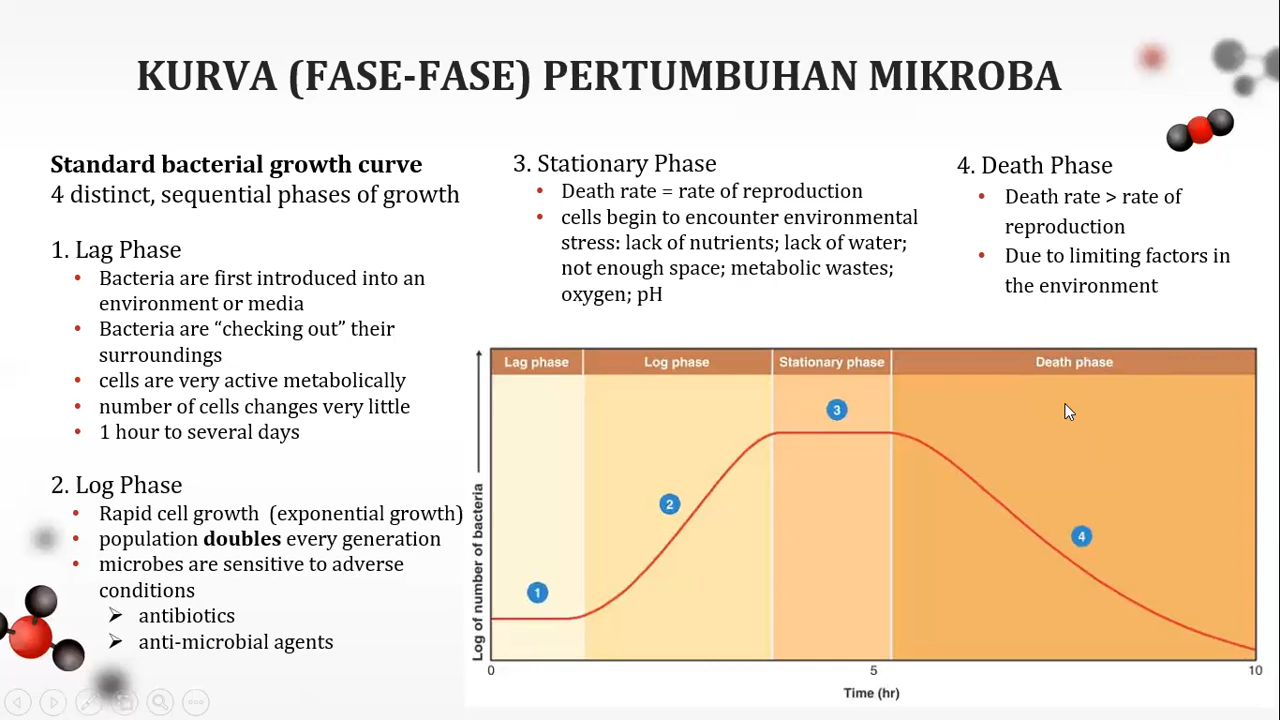 KURVA (FASE-FASE) PERTUMBUHAN MIKROBA
Standard bacterial growth curve
4 distinct, sequential phases of growth
1. Lag Phase
• Bacteria are first introduced into an
environment or media
• Bacteria are “checking out” their
surroundings
• cells are very active metabolically
• number of cells changes very little
• 1 hour to several days
2. Log Phase
• Rapid cell growth (exponential growth)
• population doubles every generation
• microbes are sensitive to adverse
conditions
➢ antibiotics
➢ anti-microbial agents
3. Stationary Phase
• Death rate = rate of reproduction
• cells begin to encounter environmental
stress: lack of nutrients; lack of water;
not enough space; metabolic wastes;
oxygen; pH
4. Death Phase
• Death rate > rate of
reproduction
• Due to limiting factors in
the environment
Lag phase
Log phase
Stationary phase
Death phase
1
2
3
4
Log of number of bacteria
0
5
10
Time (hr)